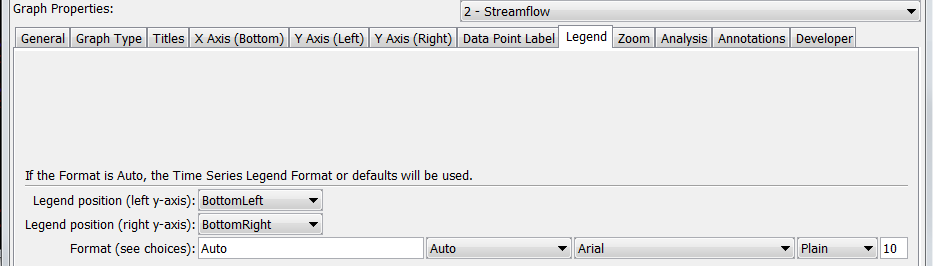 Graph Properties: 2 - Streamflow
General Graph Type Titles X Axis (Bottom) Y Axis (Left) Y Axis (Right) Data Point Label Legend Zoom Analysis Annotations Developer
If the Format is Auto, the Time Series Legend Format or defaults will be used.
Legend position (left y-axis): BottomLeft
Legend position (right y-axis): BottomRight
Format (see choices): Auto Auto Arial Plain 10